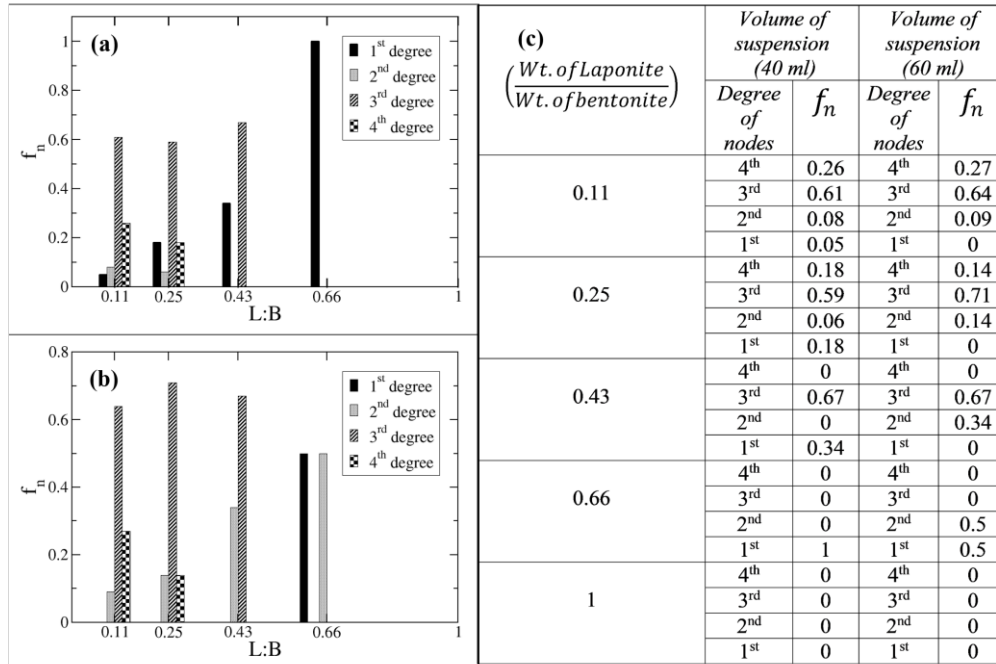 (a)
1st degree
2nd degree
3rd degree
4th degree
1
0.8
0.6
0.4
0.2
0
fn
0.11 0.25 0.43 0.66 1
L:B
(b)
1st degree
2nd degree
3rd degree
4th degree
0.8
0.6
0.4
0.2
0
fn
0.11 0.25 0.43 0.66 1
L:B
(c)
(Wt. of Laponite / Wt. of bentonite)
Volume of suspension (40 ml) Volume of suspension (60 ml)
Degree of nodes fn Degree of nodes fn
0.11
4th 0.26 4th 0.27
3rd 0.61 3rd 0.64
2nd 0.08 2nd 0.09
1st 0.05 1st 0
0.25
4th 0.18 4th 0.14
3rd 0.59 3rd 0.71
2nd 0.06 2nd 0.14
1st 0.18 1st 0
0.43
4th 0 4th 0
3rd 0.67 3rd 0.67
2nd 0 2nd 0.34
1st 0.34 1st 0
0.66
4th 0 4th 0
3rd 0 3rd 0
2nd 0 2nd 0.5
1st 1 1st 0.5
1
4th 0 4th 0
3rd 0 3rd 0
2nd 0 2nd 0
1st 0 1st 0